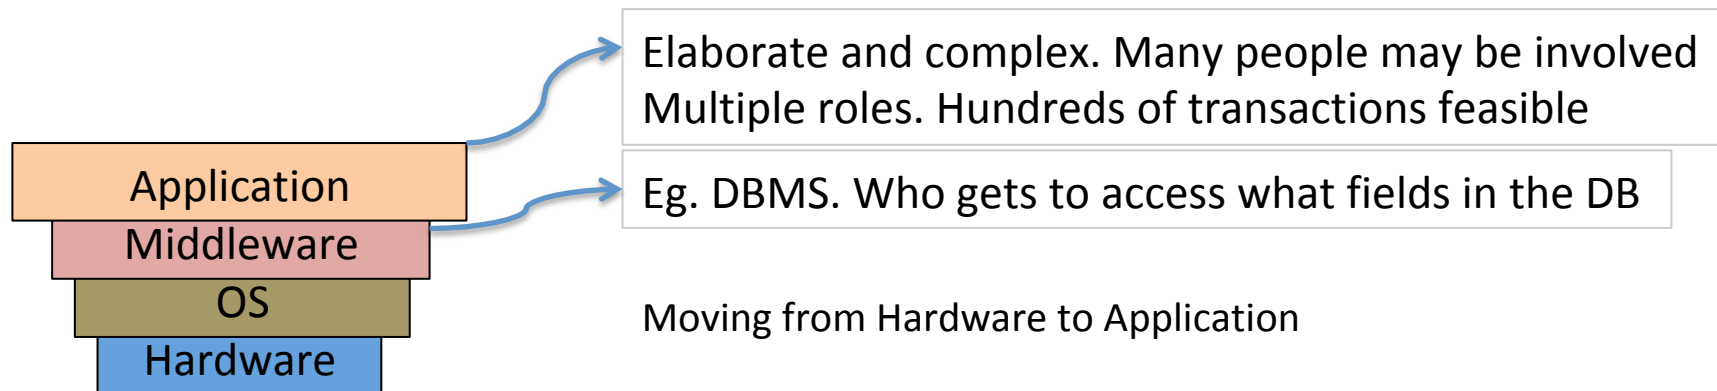 Elaborate and complex. Many people may be involved
Multiple roles. Hundreds of transactions feasible
Application
Eg. DBMS. Who gets to access what fields in the DB
Middleware
OS
Moving from Hardware to Application
Hardware